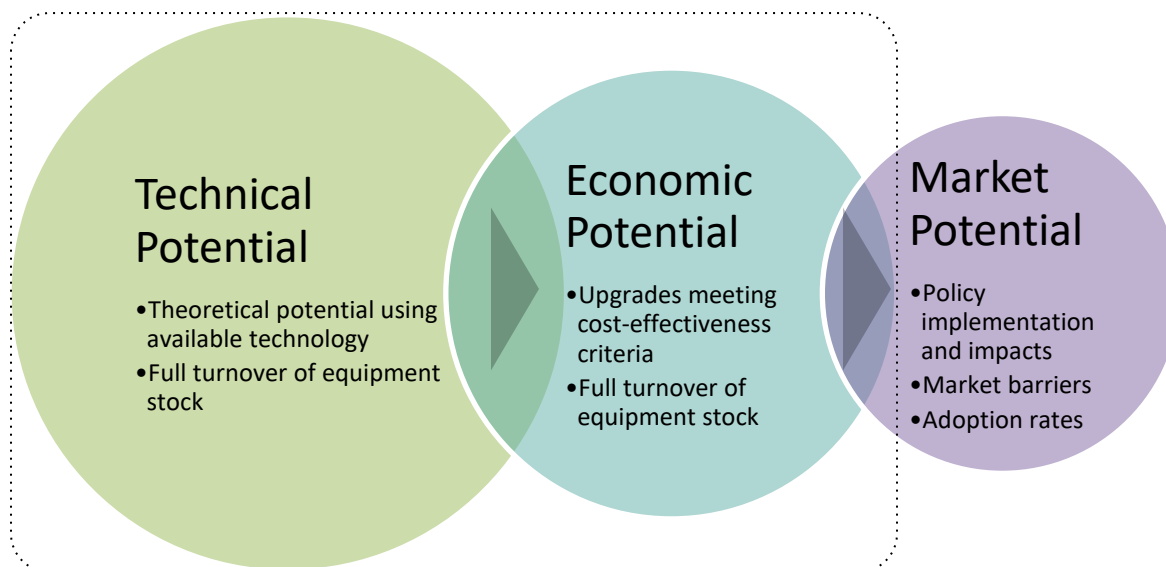 Technical
Potential
•Theoretical potential using
available technology
•Full turnover of equipment
stock
Economic
Potential
•Upgrades meeting
cost-effectiveness
criteria
•Full turnover of
equipment stock
Market
Potential
•Policy
implementation
and impacts
•Market barriers
•Adoption rates